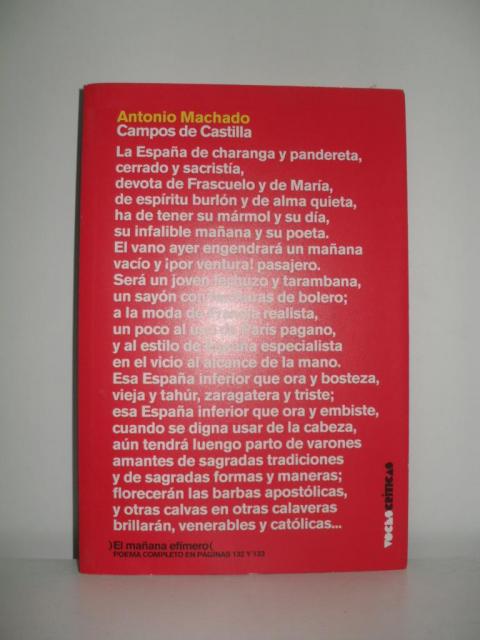 Antonio Machado
Campos de Castilla
La España de charanga y pandereta,
cerrado y sacristía,
devota de Frascuelo y de María,
de espíritu burlón y de alma quieta,
ha de tener su mármol y su día,
su infalible mañana y su poeta.
El vano ayer engendrará un mañana
vacío y ¡por ventura! pasajero.
Será un joven lechuzo y tarambana,
un sayón con hechuras de bolero;
a la moda de Francia realista,
un poco al uso de París pagano,
y al estilo de España especialista
en el vicio al alcance de la mano.
Esa España inferior que ora y bosteza,
vieja y tahúr, zaragatera y triste;
esa España inferior que ora y embiste,
cuando se digna usar de la cabeza,
aún tendrá luego parto de varones
amantes de sagradas tradiciones
y de sagradas formas y maneras;
florecerán las barbas apostólicas,
y otras calvas en otras calaveras
brillarán, venerables y católicas...
)El mañana efímero(
POEMA COMPLETO EN PÁGINAS 132 Y 133
VOCES CRÍTICAS